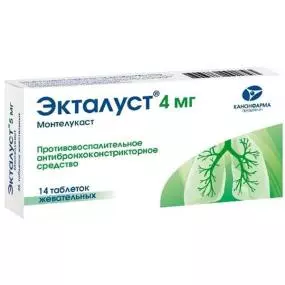 Экталуст® 4 мг
Монтелукаст
КАНОНФАРМА
Противовоспалительное
антибронхоконстрикторное
средство
14 таблеток
жевательных